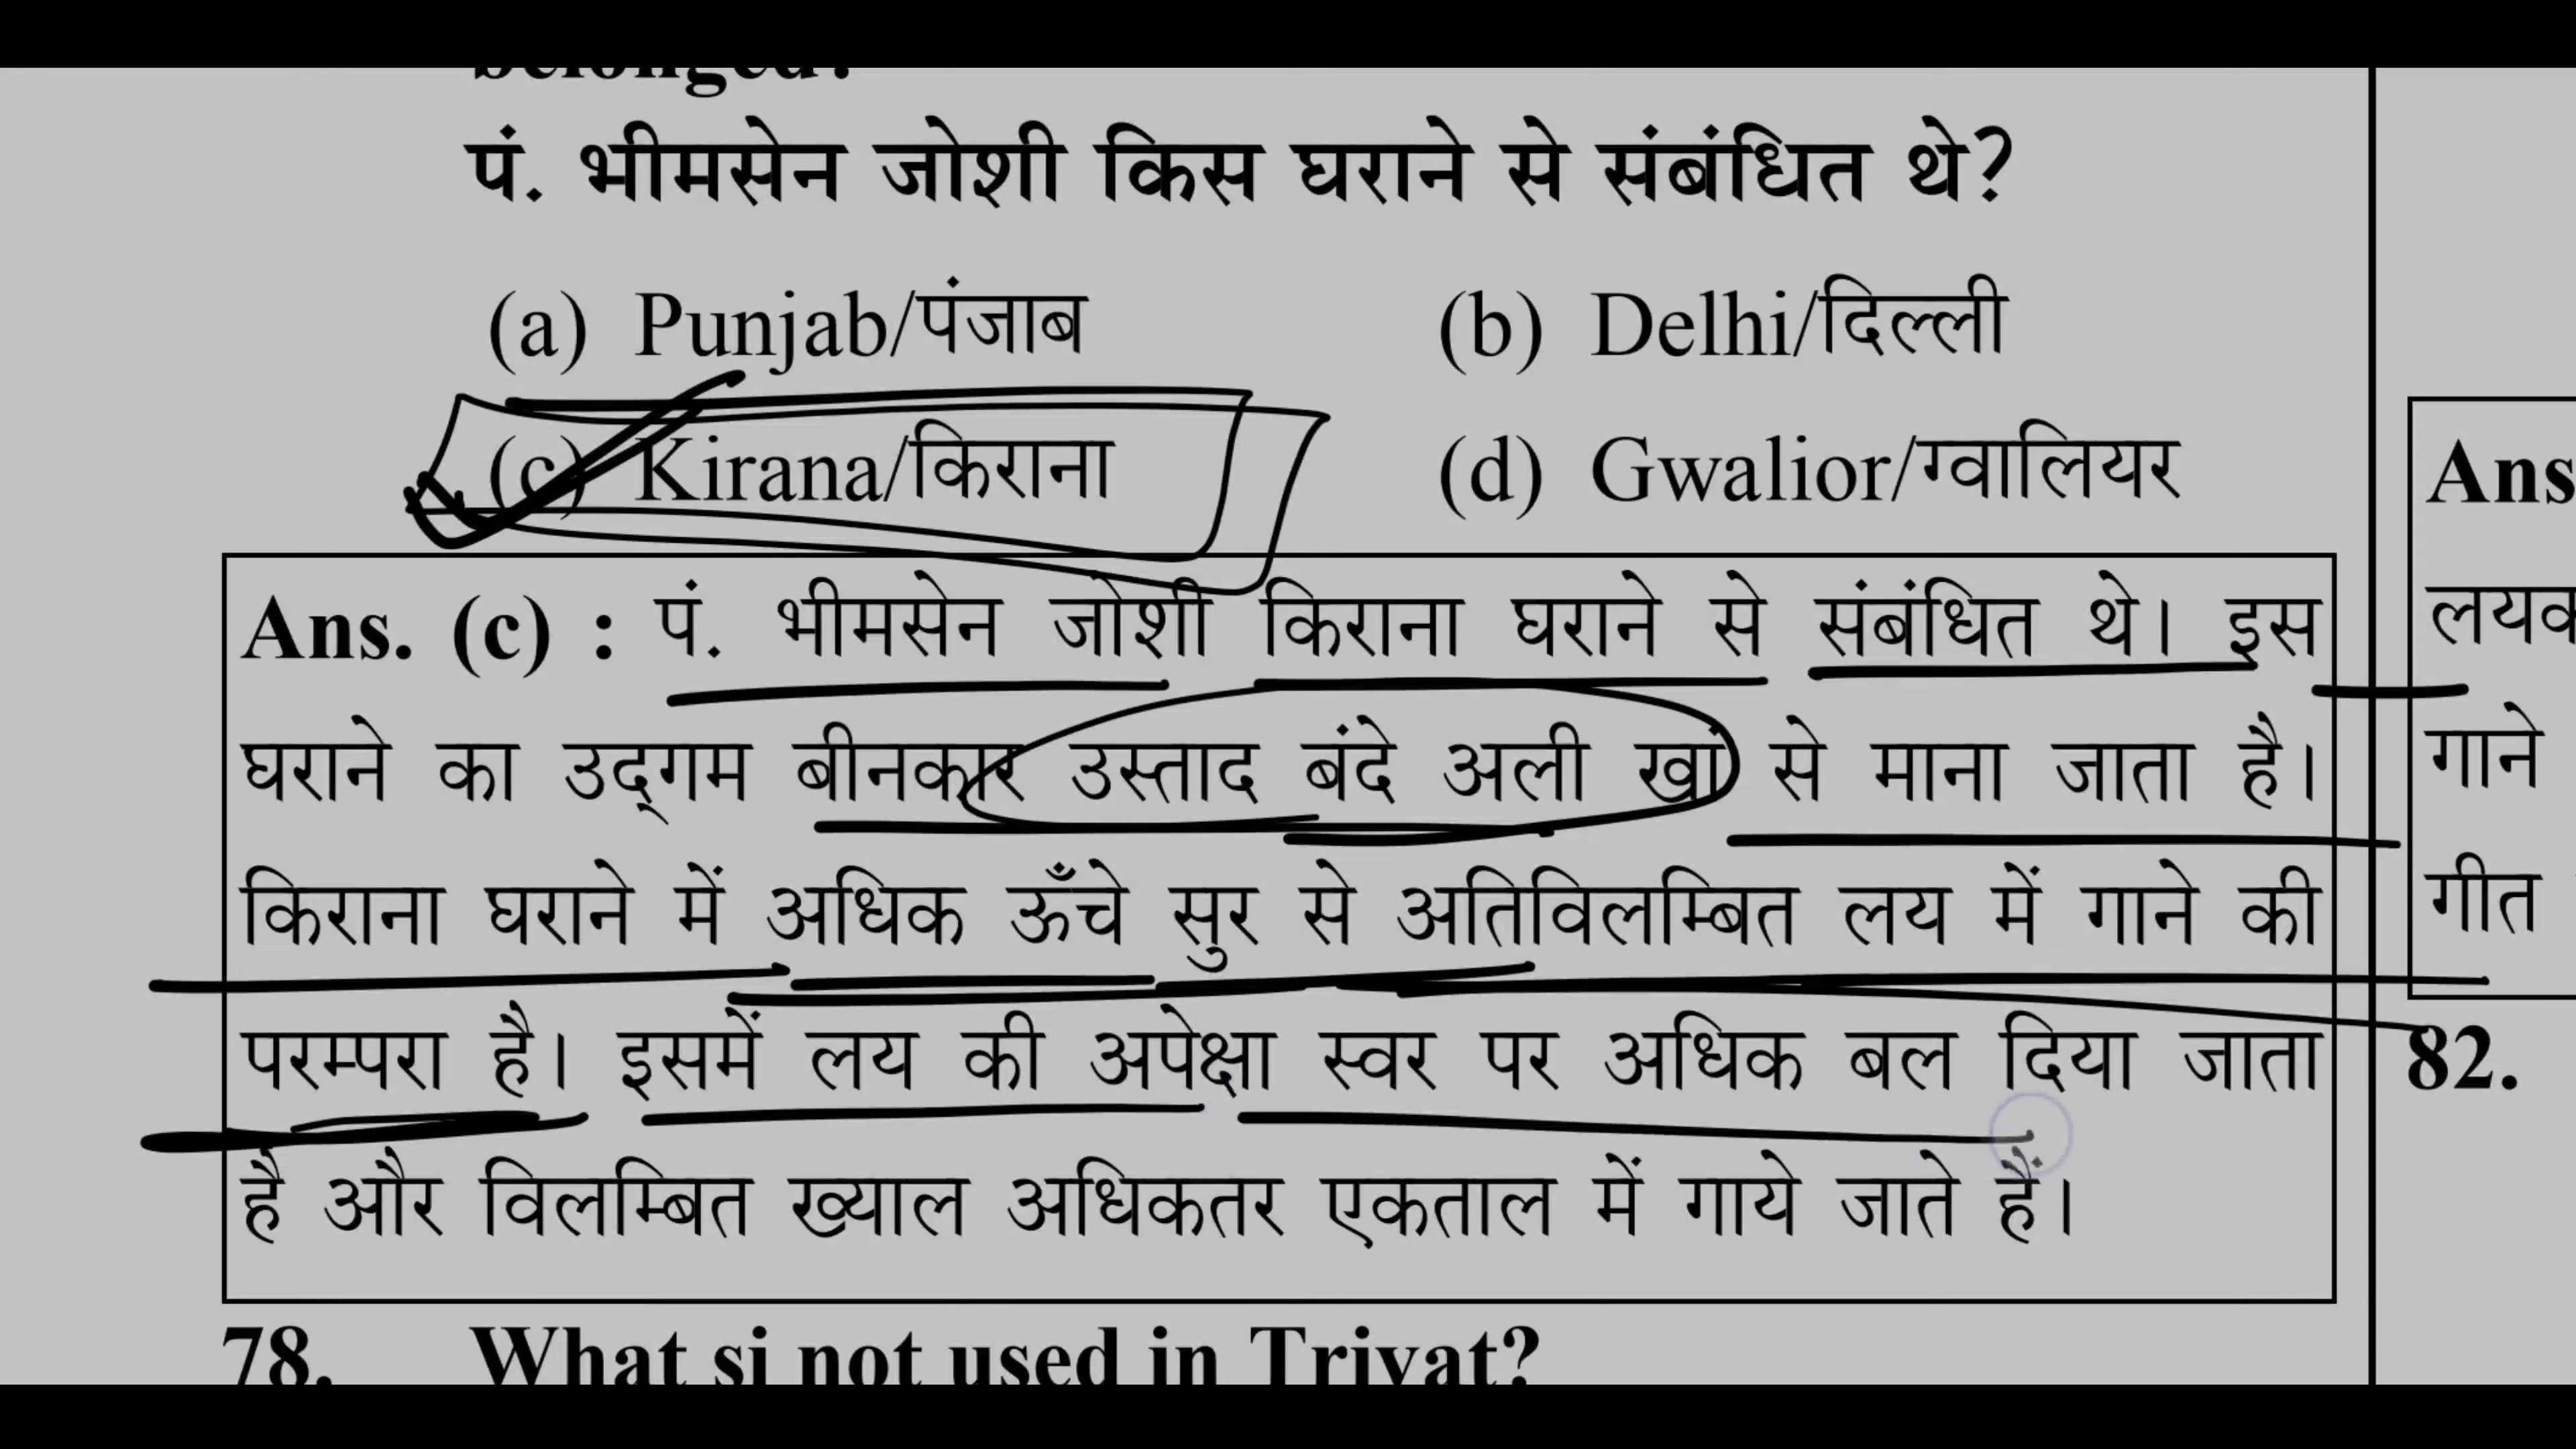 belonged?
पं. भीमसेन जोशी किस घराने से संबंधित थे?
(a) Punjab/पंजाब (b) Delhi/दिल्ली
(c) Kirana/किराना (d) Gwalior/ग्वालियर
Ans. (c) : पं. भीमसेन जोशी किराना घराने से संबंधित थे। इस
घराने का उद्‌गम बीनकार उस्ताद बंदे अली खां से माना जाता है।
किराना घराने में अधिक ऊँचे सुर से अतिविलम्बित लय में गाने की
परम्परा है। इसमें लय की अपेक्षा स्वर पर अधिक बल दिया जाता
है और विलम्बित ख्याल अधिकतर एकताल में गाये जाते हैं।
78. What si not used in Trivat?
Ans
लयक
गाने
गीत
82.